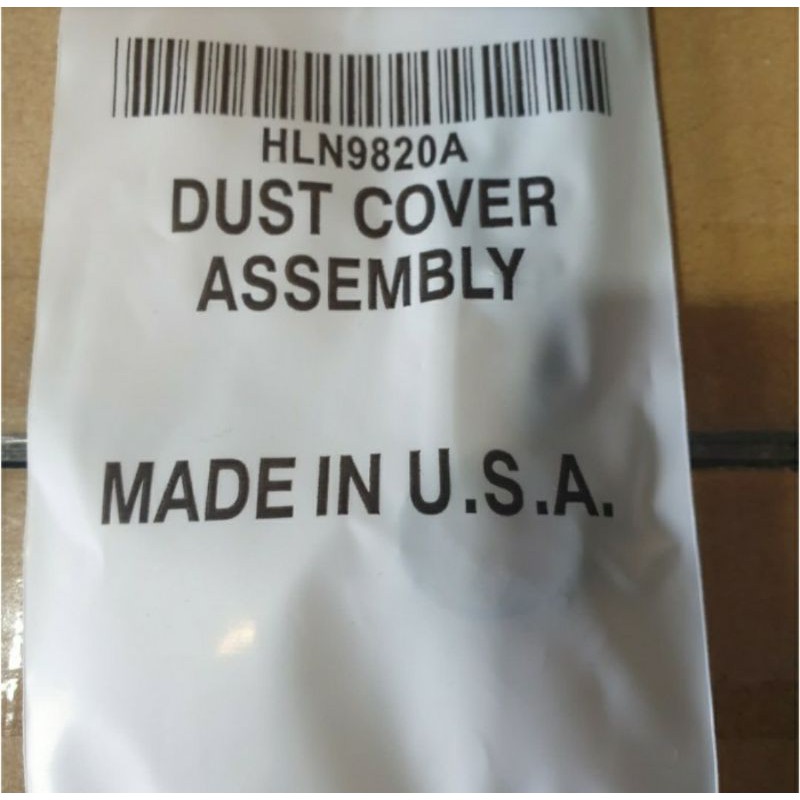 HLN9820A
DUST COVER
ASSEMBLY
MADE IN U.S.A.